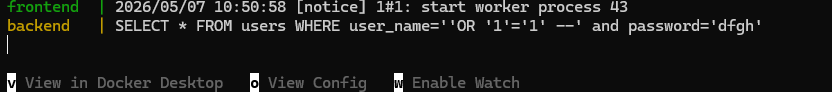 frontend | 2026/05/07 10:50:58 [notice] 1#1: start worker process 43
backend | SELECT * FROM users WHERE user_name=''OR '1'='1' --' and password='dfgh'
v View in Docker Desktop o View Config w Enable Watch